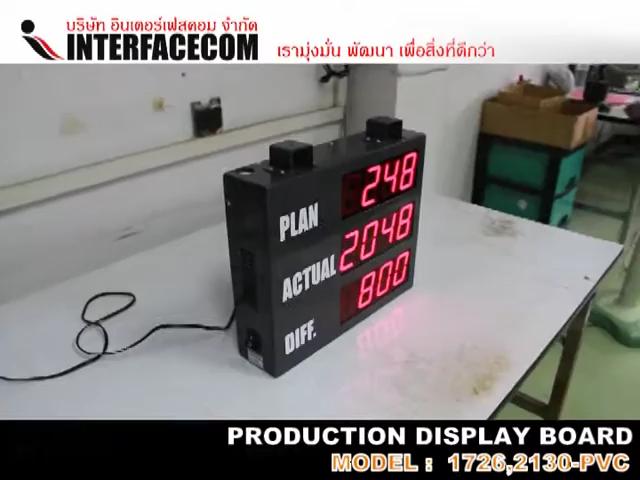 บริษัท อินเตอร์เฟสคอม จำกัด
INTERFACECOM
เรามุ่งมั่น พัฒนา เพื่อสิ่งที่ดีกว่า
PLAN 248
ACTUAL 2048
DIFF. 800
PRODUCTION DISPLAY BOARD
MODEL : 1726,2130-PVC